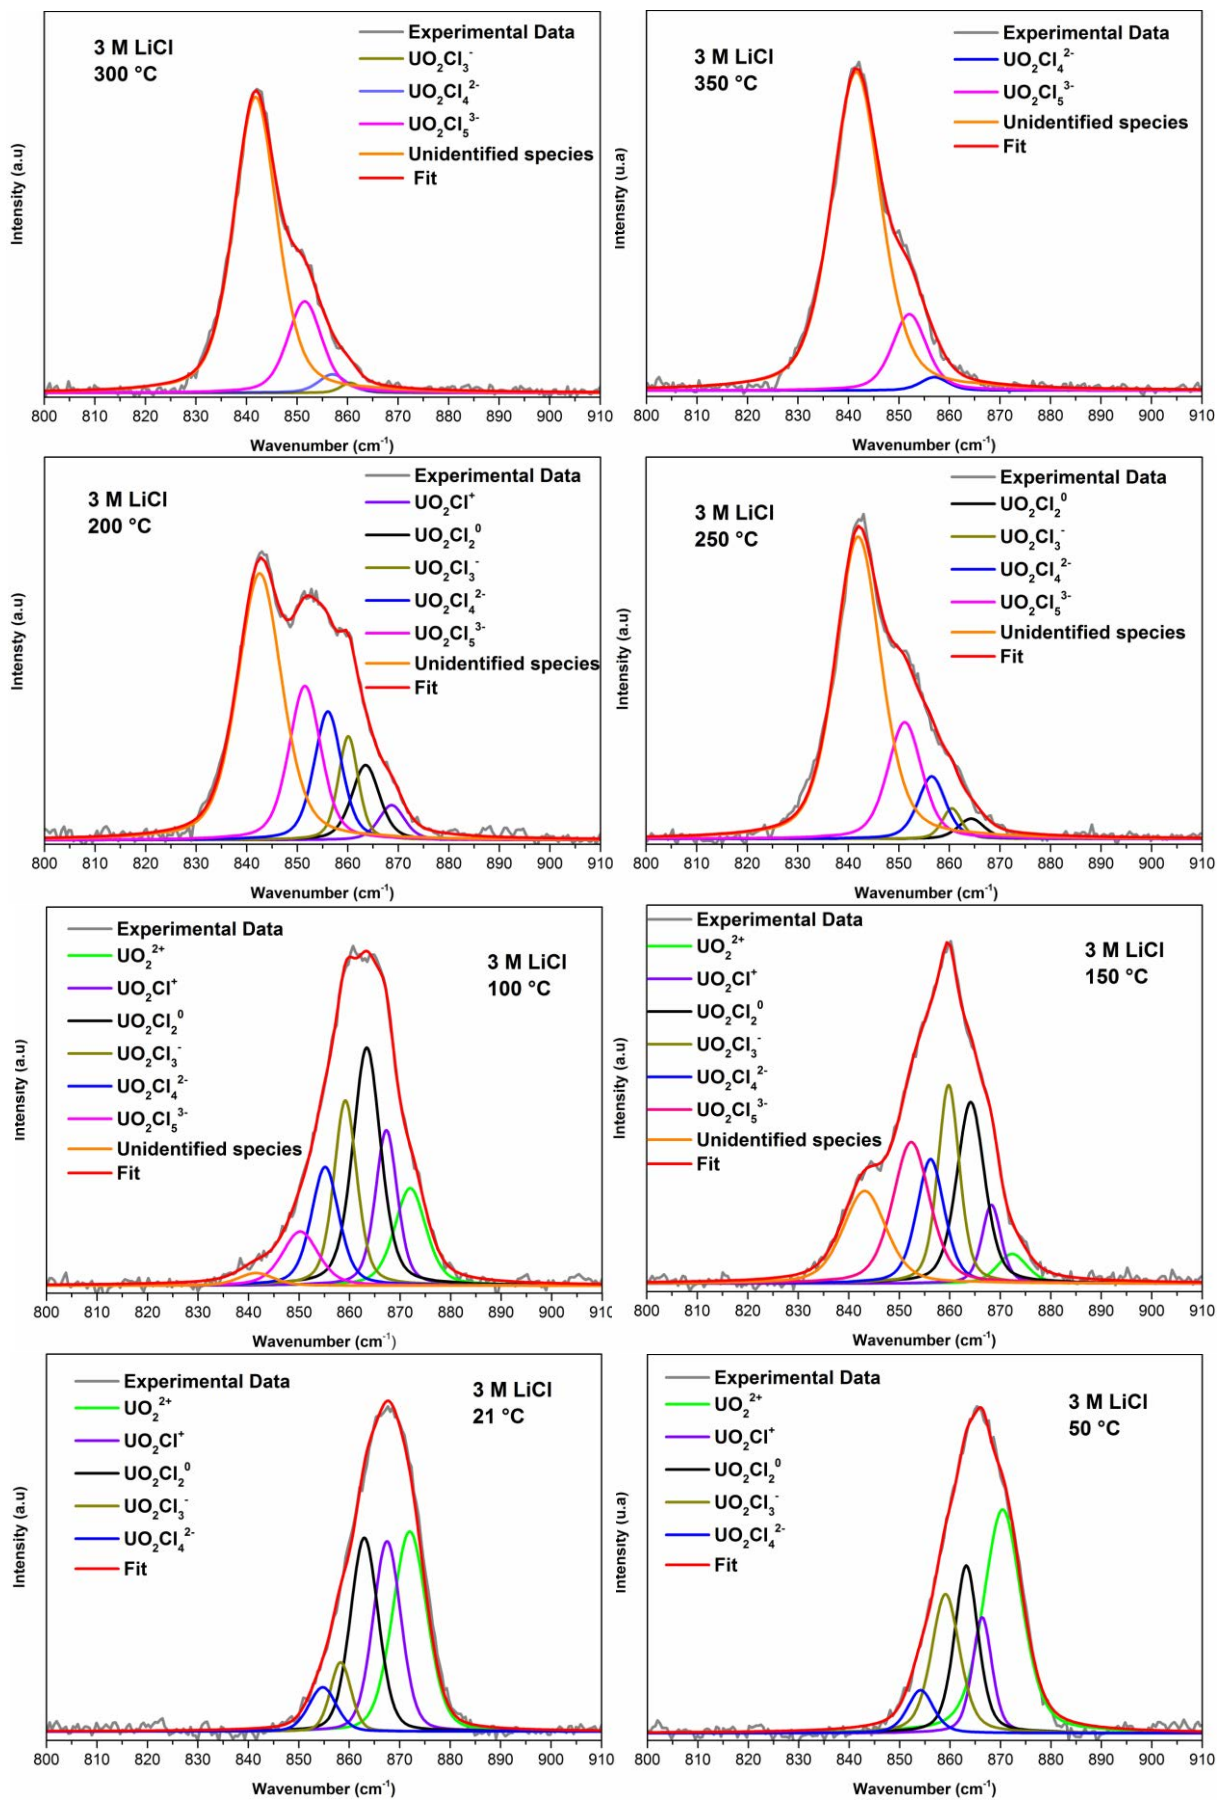 3 M LiCl
300 °C
Experimental Data
UO₂Cl₃⁻
UO₂Cl₄²⁻
UO₂Cl₅³⁻
Unidentified species
Fit
Intensity (a.u)
800 810 820 830 840 850 860 870 880 890 900 910
Wavenumber (cm⁻¹)
3 M LiCl
350 °C
Experimental Data
UO₂Cl₄²⁻
UO₂Cl₅³⁻
Unidentified species
Fit
Intensity (u.a)
800 810 820 830 840 850 860 870 880 890 900 910
Wavenumber (cm⁻¹)
3 M LiCl
200 °C
Experimental Data
UO₂Cl⁺
UO₂Cl₂⁰
UO₂Cl₃⁻
UO₂Cl₄²⁻
UO₂Cl₅³⁻
Unidentified species
Fit
Intensty (a.u)
800 810 820 830 840 850 860 870 880 890 900 910
Wavenumber (cm⁻¹)
3 M LiCl
250 °C
Experimental Data
UO₂Cl₂⁰
UO₂Cl₃⁻
UO₂Cl₄²⁻
UO₂Cl₅³⁻
Unidentified species
Fit
Intensity (a.u)
800 810 820 830 840 850 860 870 880 890 900 910
Wavenumber (cm⁻¹)
3 M LiCl
100 °C
Experimental Data
UO₂²⁺
UO₂Cl⁺
UO₂Cl₂⁰
UO₂Cl₃⁻
UO₂Cl₄²⁻
UO₂Cl₅³⁻
Unidentified species
Fit
Intensity (a.u)
800 810 820 830 840 850 860 870 880 890 900 910
Wavenumber (cm⁻¹)
3 M LiCl
150 °C
Experimental Data
UO₂²⁺
UO₂Cl⁺
UO₂Cl₂⁰
UO₂Cl₃⁻
UO₂Cl₄²⁻
UO₂Cl₅³⁻
Unidentified species
Fit
Intensity (a.u)
800 810 820 830 840 850 860 870 880 890 900 910
Wavenumber (cm⁻¹)
3 M LiCl
21 °C
Experimental Data
UO₂²⁺
UO₂Cl⁺
UO₂Cl₂⁰
UO₂Cl₃⁻
UO₂Cl₄²⁻
Fit
Intensity (a.u)
800 810 820 830 840 850 860 870 880 890 900 910
Wavenumber (cm⁻¹)
3 M LiCl
50 °C
Experimental Data
UO₂²⁺
UO₂Cl⁺
UO₂Cl₂⁰
UO₂Cl₃⁻
UO₂Cl₄²⁻
Fit
Intensity (u.a)
800 810 820 830 840 850 860 870 880 890 900 910
Wavenumber (cm⁻¹)